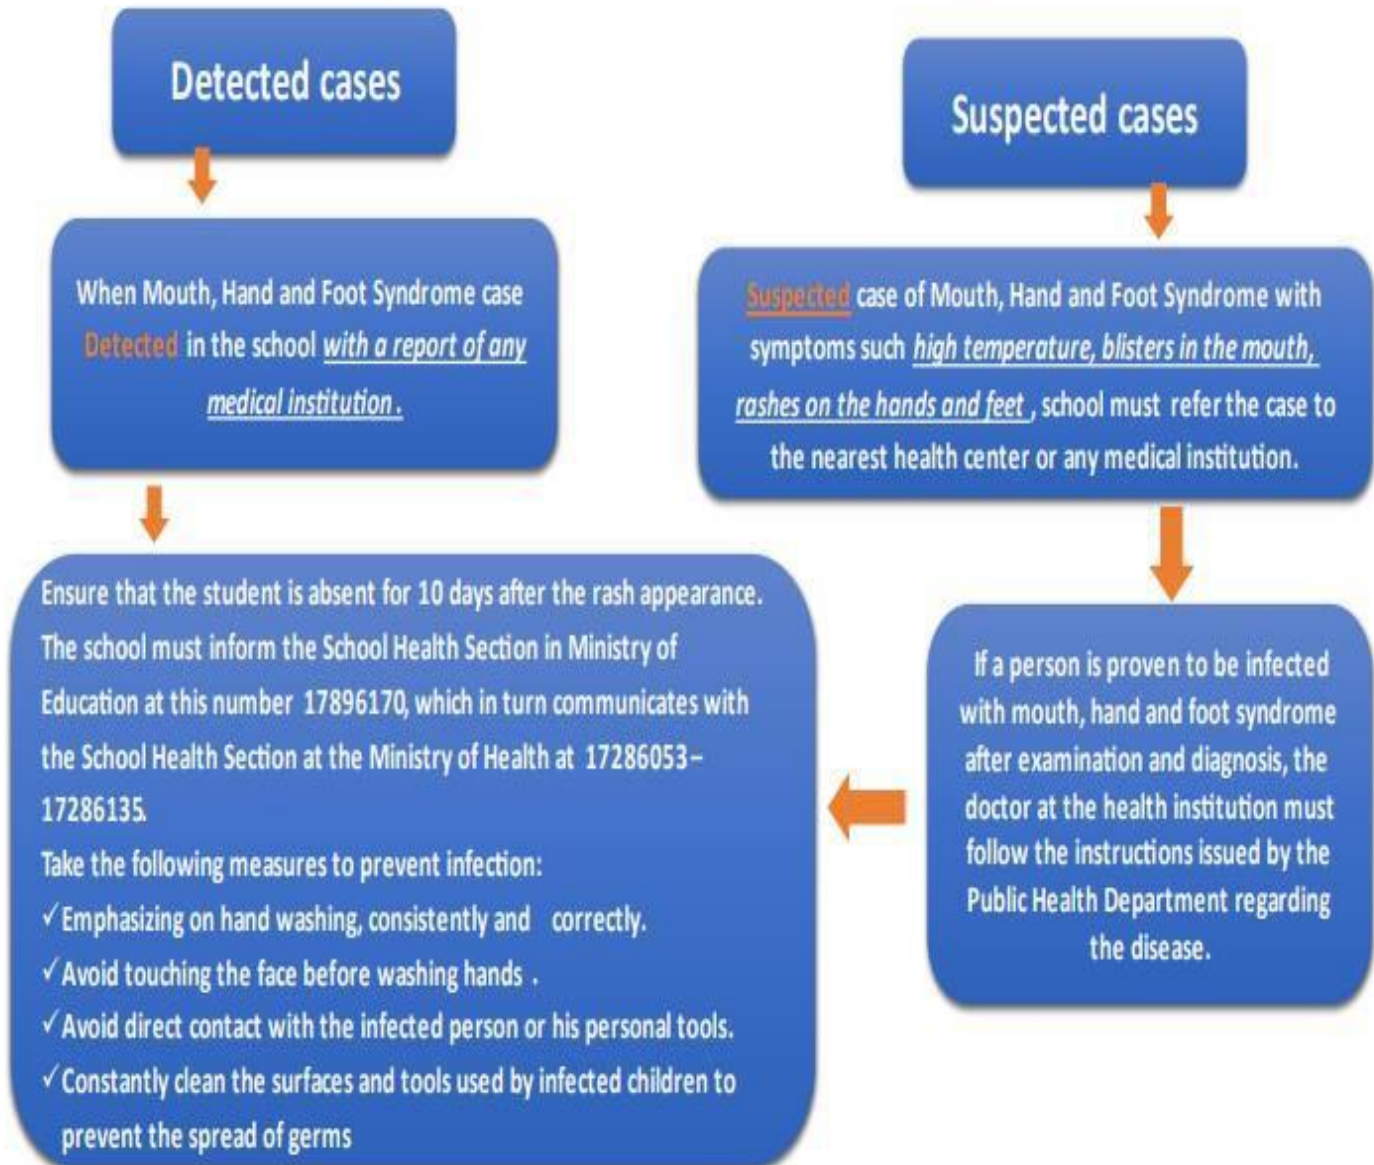 Detected cases
When Mouth, Hand and Foot Syndrome case
Detected in the school with a report of any
medical institution.
Ensure that the student is absent for 10 days after the rash appearance.
The school must inform the School Health Section in Ministry of
Education at this number 17896170, which in turn communicates with
the School Health Section at the Ministry of Health at 17286053–
17286135.
Take the following measures to prevent infection:
✓Emphasizing on hand washing, consistently and correctly.
✓Avoid touching the face before washing hands .
✓Avoid direct contact with the infected person or his personal tools.
✓Constantly clean the surfaces and tools used by infected children to
prevent the spread of germs
Suspected cases
Suspected case of Mouth, Hand and Foot Syndrome with
symptoms such high temperature, blisters in the mouth,
rashes on the hands and feet , school must refer the case to
the nearest health center or any medical institution.
If a person is proven to be infected
with mouth, hand and foot syndrome
after examination and diagnosis, the
doctor at the health institution must
follow the instructions issued by the
Public Health Department regarding
the disease.